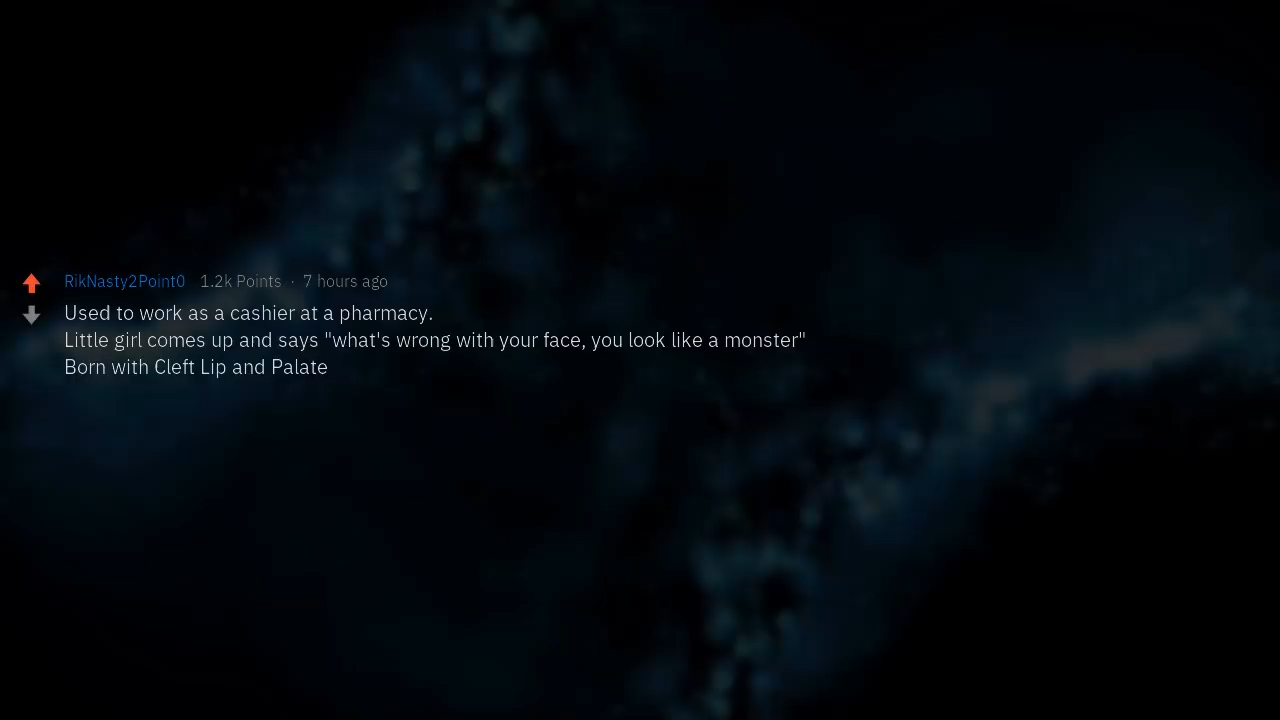 RikNasty2Point0 1.2k Points · 7 hours ago
Used to work as a cashier at a pharmacy.
Little girl comes up and says "what's wrong with your face, you look like a monster"
Born with Cleft Lip and Palate